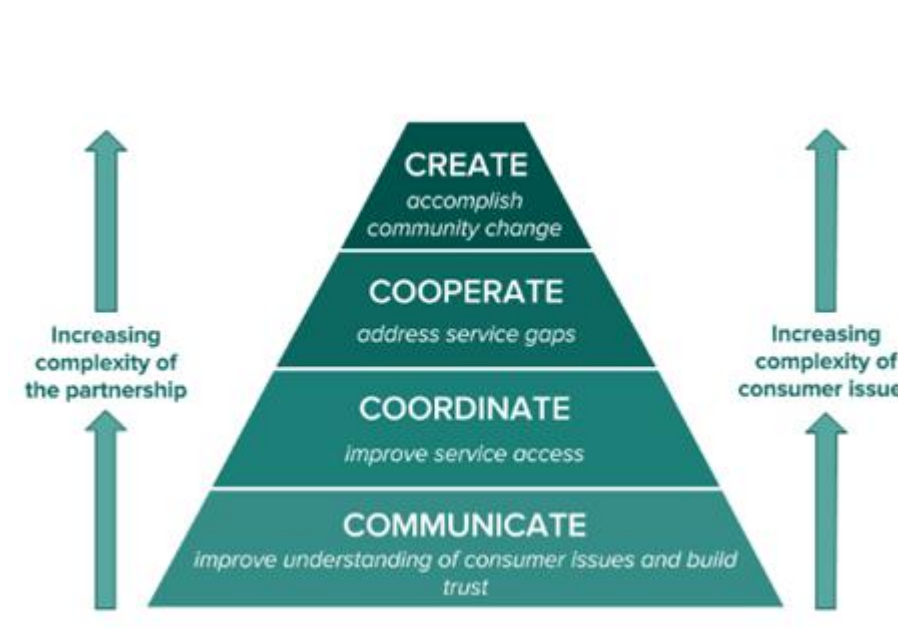 CREATE
accomplish
community change
COOPERATE
address service gaps
COORDINATE
improve service access
COMMUNICATE
improve understanding of consumer issues and build
trust
Increasing
complexity of
the partnership
Increasing
complexity of
consumer issue